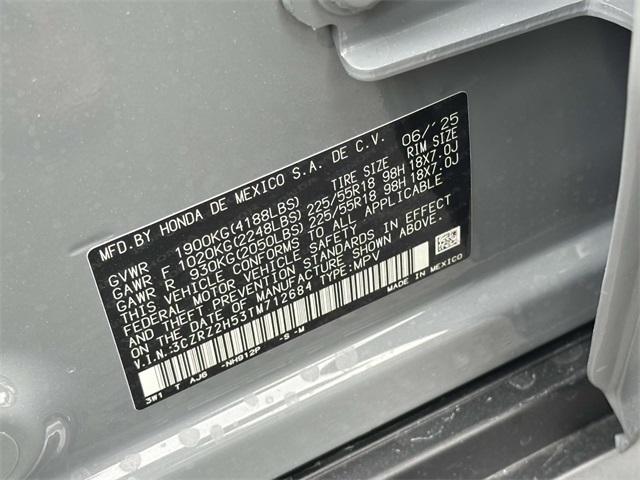 MFD. BY HONDA DE MEXICO S.A. DE C.V. 06/'25
GVWR 1900KG(4188LBS) TIRE SIZE RIM SIZE
GAWR F 1020KG(2248LBS) 225/55R18 98H 18X7.0J
GAWR R 930KG(2050LBS) 225/55R18 98H 18X7.0J
THIS VEHICLE CONFORMS TO ALL APPLICABLE
FEDERAL MOTOR VEHICLE SAFETY
AND THEFT PREVENTION STANDARDS IN EFFECT
ON THE DATE OF MANUFACTURE SHOWN ABOVE.
V.I.N.:3CZRZ2H53TM712684 TYPE:MPV
MADE IN MEXICO
3W1 T AJ6 -NH912P -S -M